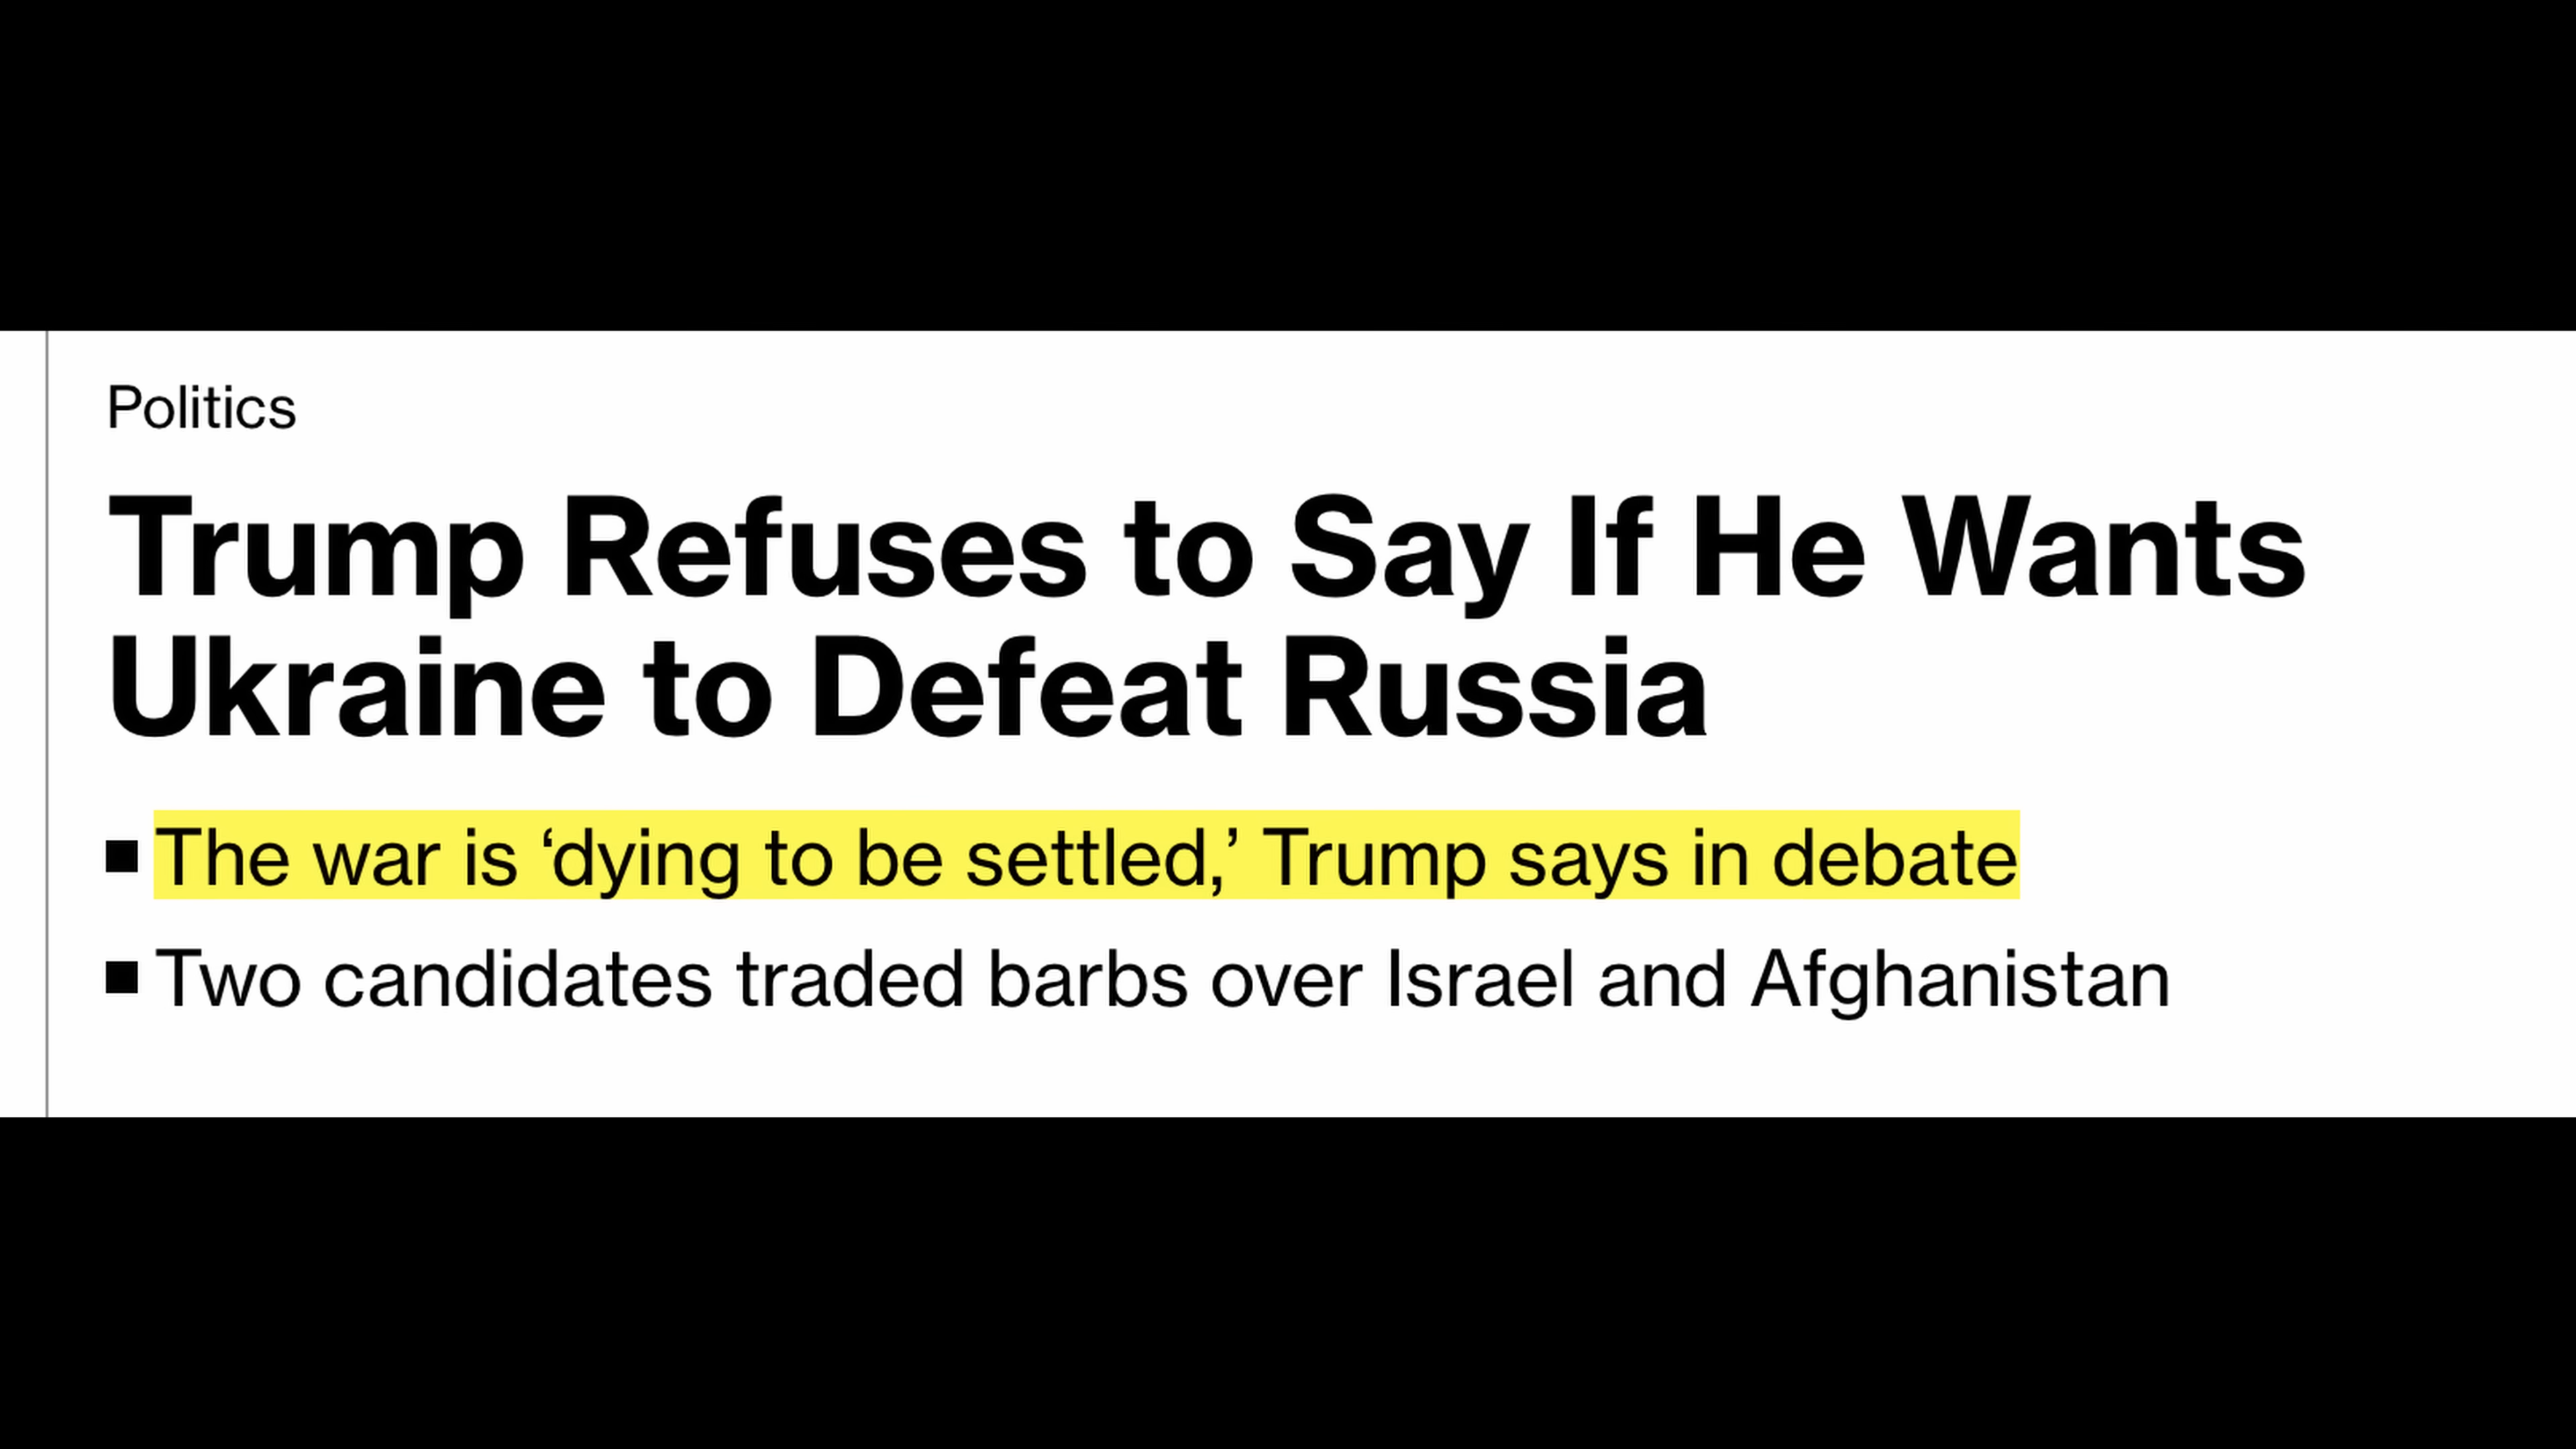 Politics
Trump Refuses to Say If He Wants
Ukraine to Defeat Russia
■ The war is ‘dying to be settled,’ Trump says in debate
■ Two candidates traded barbs over Israel and Afghanistan